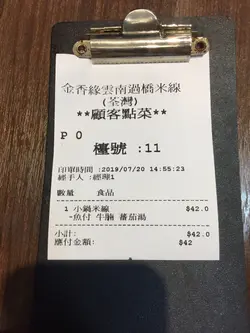 金香綠雲南過橋米線
(荃灣)
**顧客點菜**
P 0
檯號 :11
印單時間 :2019/07/20 14:55:23
經手人 :經理1
數量 食品
1 小鍋米線 $42.0
-魚付 牛腩 蕃茄湯
小計: $42.0
應付金額: $42